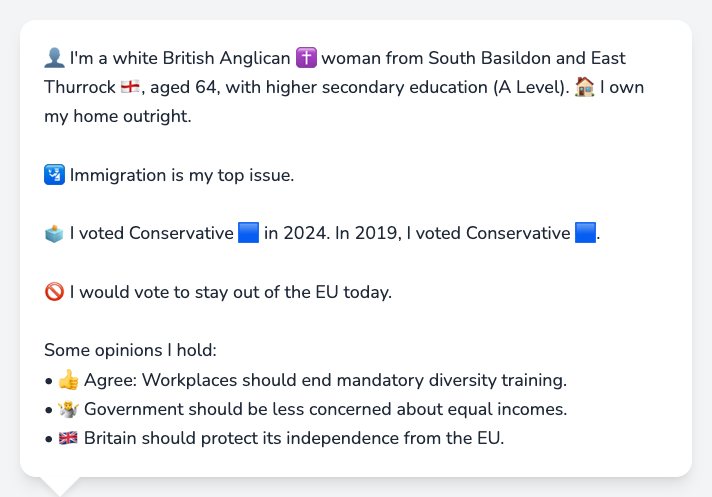 👤 I'm a white British Anglican ✝️ woman from South Basildon and East
Thurrock 🏴󠁧󠁢󠁥󠁮󠁧󠁿, aged 64, with higher secondary education (A Level). 🏠 I own
my home outright.
🛂 Immigration is my top issue.
🗳️ I voted Conservative 🟦 in 2024. In 2019, I voted Conservative 🟦.
🚫 I would vote to stay out of the EU today.
Some opinions I hold:
• 👍 Agree: Workplaces should end mandatory diversity training.
• 🤷 Government should be less concerned about equal incomes.
• 🇬🇧 Britain should protect its independence from the EU.